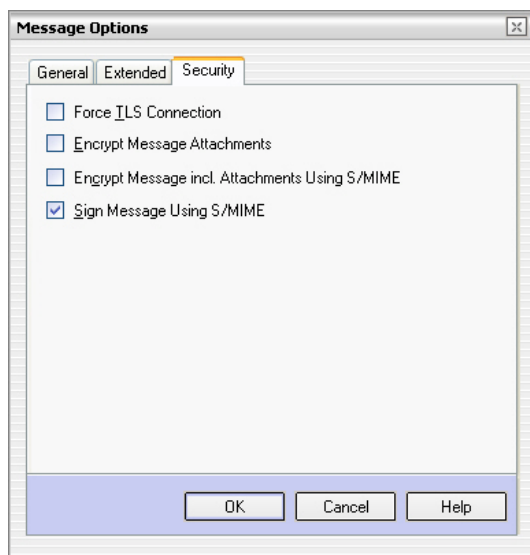 Message Options
General Extended Security
Force TLS Connection
Encrypt Message Attachments
Encrypt Message incl. Attachments Using S/MIME
Sign Message Using S/MIME
OK Cancel Help